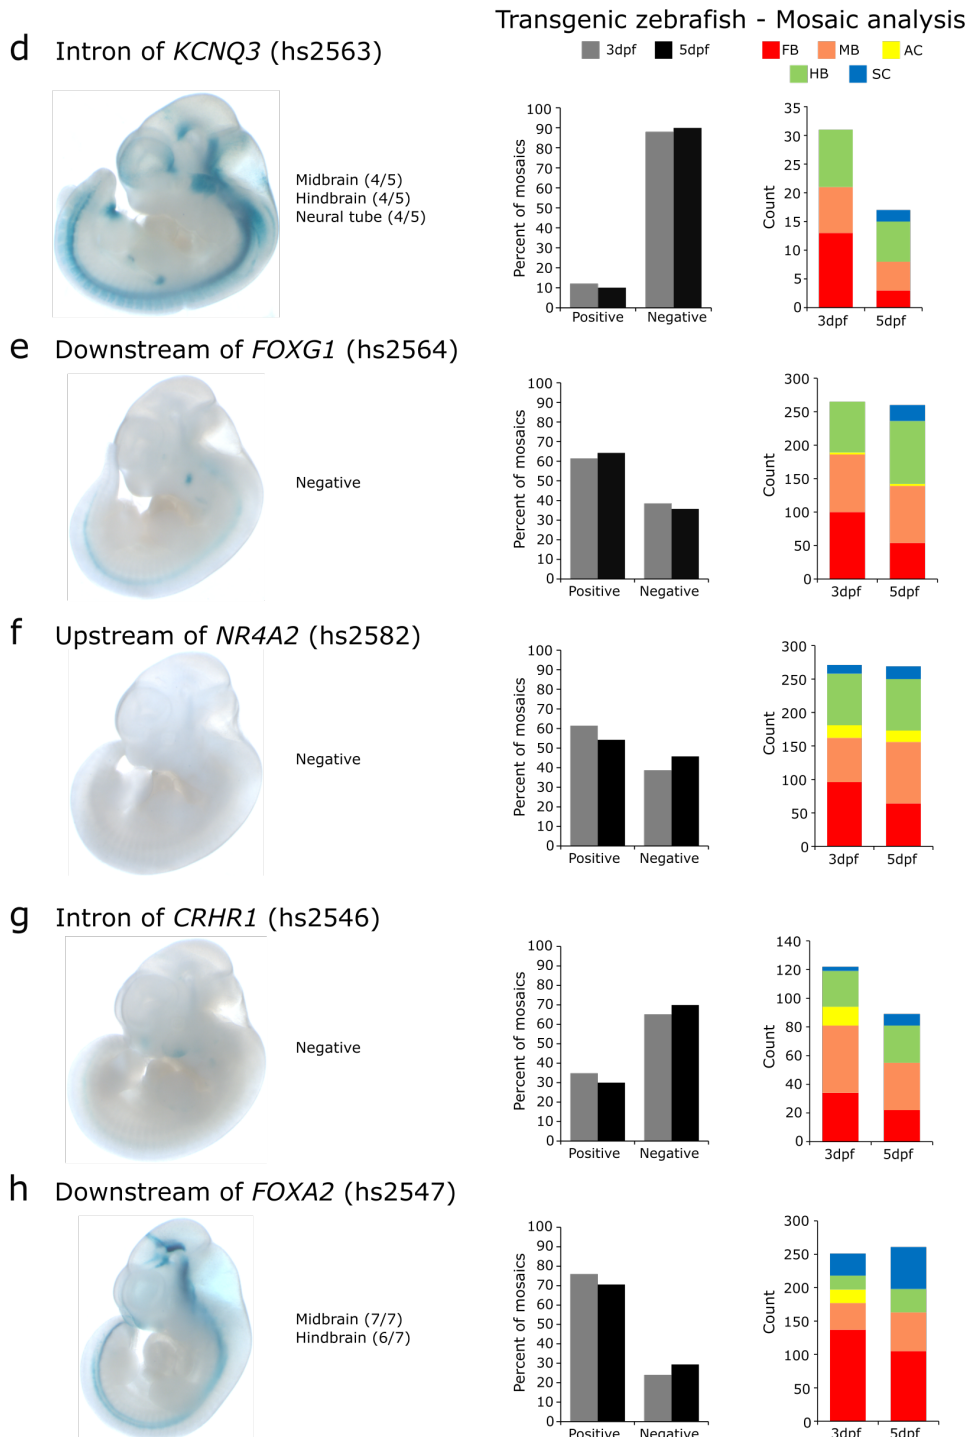 Transgenic zebrafish - Mosaic analysis
d Intron of KCNQ3 (hs2563)
3dpf 5dpf FB MB AC
HB SC
Midbrain (4/5)
Hindbrain (4/5)
Neural tube (4/5)
Percent of mosaics
100
90
80
70
60
50
40
30
20
10
0
Positive Negative
Count
35
30
25
20
15
10
5
0
3dpf 5dpf
e Downstream of FOXG1 (hs2564)
Negative
Percent of mosaics
100
90
80
70
60
50
40
30
20
10
0
Positive Negative
Count
300
250
200
150
100
50
0
3dpf 5dpf
f Upstream of NR4A2 (hs2582)
Negative
Percent of mosaics
100
90
80
70
60
50
40
30
20
10
0
Positive Negative
Count
300
250
200
150
100
50
0
3dpf 5dpf
g Intron of CRHR1 (hs2546)
Negative
Percent of mosaics
100
90
80
70
60
50
40
30
20
10
0
Positive Negative
Count
140
120
100
80
60
40
20
0
3dpf 5dpf
h Downstream of FOXA2 (hs2547)
Midbrain (7/7)
Hindbrain (6/7)
Percent of mosaics
100
90
80
70
60
50
40
30
20
10
0
Positive Negative
Count
300
250
200
150
100
50
0
3dpf 5dpf